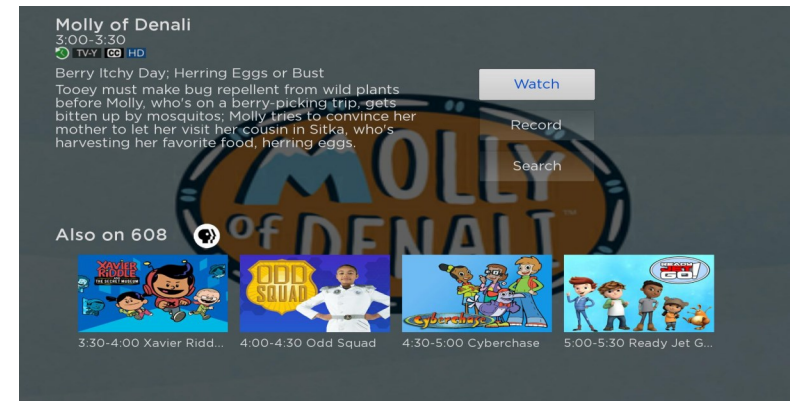 Molly of Denali
3:00-3:30
TV-Y CC HD
Berry Itchy Day; Herring Eggs or Bust
Tooey must make bug repellent from wild plants
before Molly, who's on a berry-picking trip, gets
bitten up by mosquitos; Molly tries to convince her
mother to let her visit her cousin in Sitka, who's
harvesting her favorite food, herring eggs.
Watch
Record
Search
MOLLY
OF DENALI
TM
Also on 608
XAVIER
RIDDLE
AND
THE SECRET MUSEUM
ODD
SQUAD
Cyberchase
READY
JET
GO!
3:30-4:00 Xavier Ridd...
4:00-4:30 Odd Squad
4:30-5:00 Cyberchase
5:00-5:30 Ready Jet G...